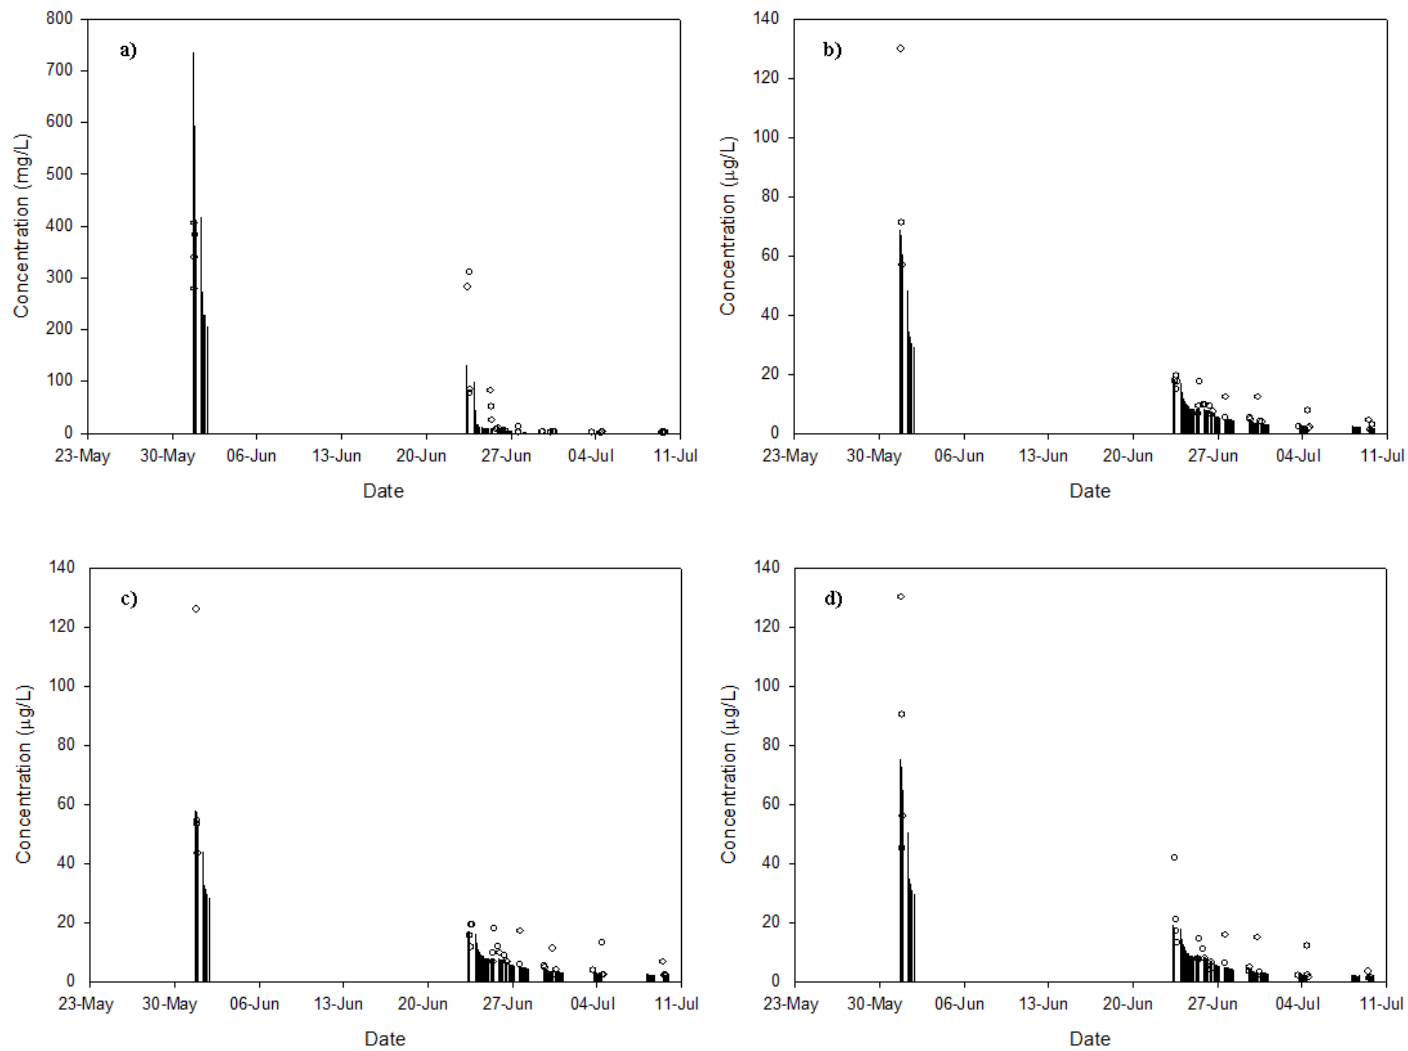 a)
Concentration (mg/L)
800
700
600
500
400
300
200
100
0
23-May 30-May 06-Jun 13-Jun 20-Jun 27-Jun 04-Jul 11-Jul
Date
b)
Concentration (µg/L)
140
120
100
80
60
40
20
0
23-May 30-May 06-Jun 13-Jun 20-Jun 27-Jun 04-Jul 11-Jul
Date
c)
Concentration (µg/L)
140
120
100
80
60
40
20
0
23-May 30-May 06-Jun 13-Jun 20-Jun 27-Jun 04-Jul 11-Jul
Date
d)
Concentration (µg/L)
140
120
100
80
60
40
20
0
23-May 30-May 06-Jun 13-Jun 20-Jun 27-Jun 04-Jul 11-Jul
Date